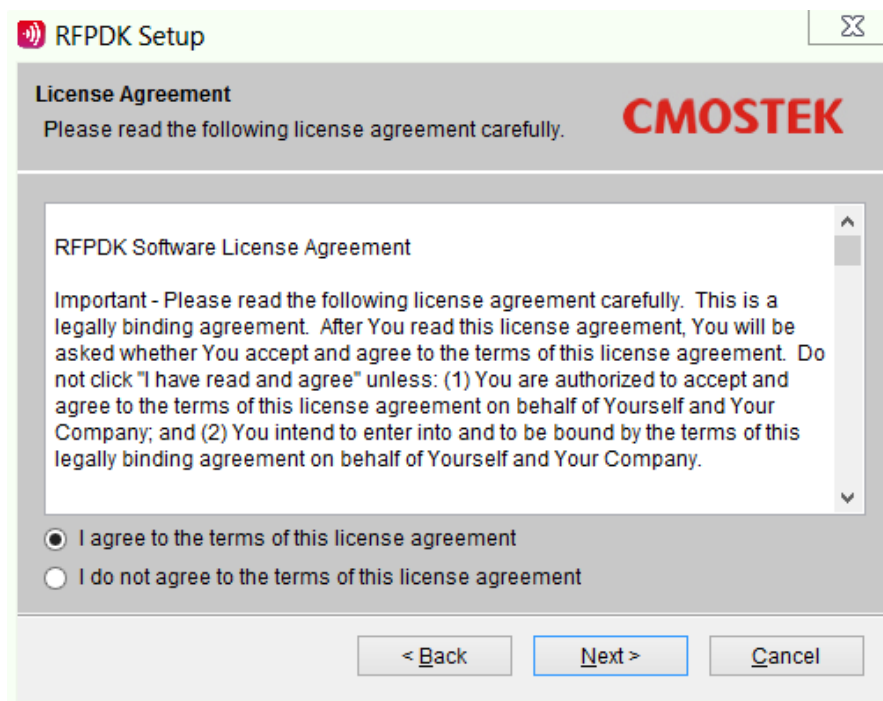 RFPDK Setup
License Agreement
Please read the following license agreement carefully.
CMOSTEK
RFPDK Software License Agreement
Important - Please read the following license agreement carefully.  This is a
legally binding agreement.  After You read this license agreement, You will be
asked whether You accept and agree to the terms of this license agreement.  Do
not click "I have read and agree" unless: (1) You are authorized to accept and
agree to the terms of this license agreement on behalf of Yourself and Your
Company; and (2) You intend to enter into and to be bound by the terms of this
legally binding agreement on behalf of Yourself and Your Company.
I agree to the terms of this license agreement
I do not agree to the terms of this license agreement
< Back
Next >
Cancel